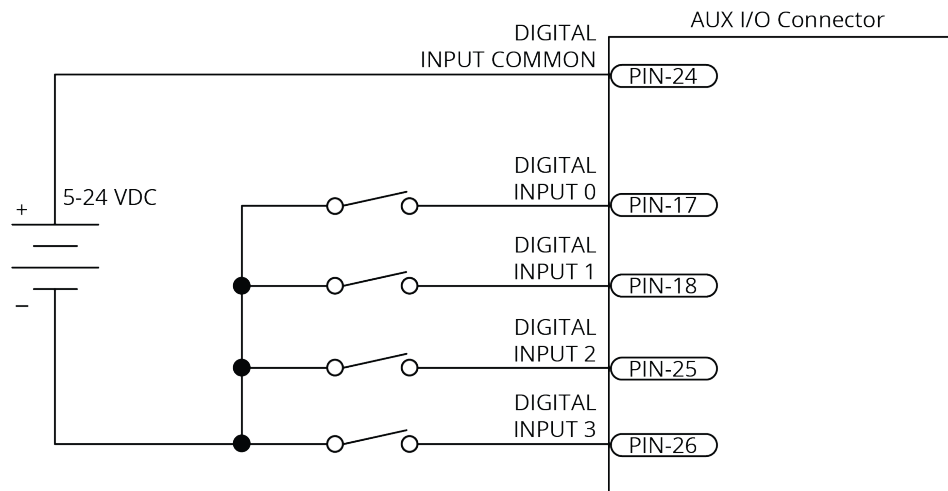 AUX I/O Connector
DIGITAL
INPUT COMMON
PIN-24
DIGITAL
INPUT 0
PIN-17
5-24 VDC
+
–
DIGITAL
INPUT 1
PIN-18
DIGITAL
INPUT 2
PIN-25
DIGITAL
INPUT 3
PIN-26